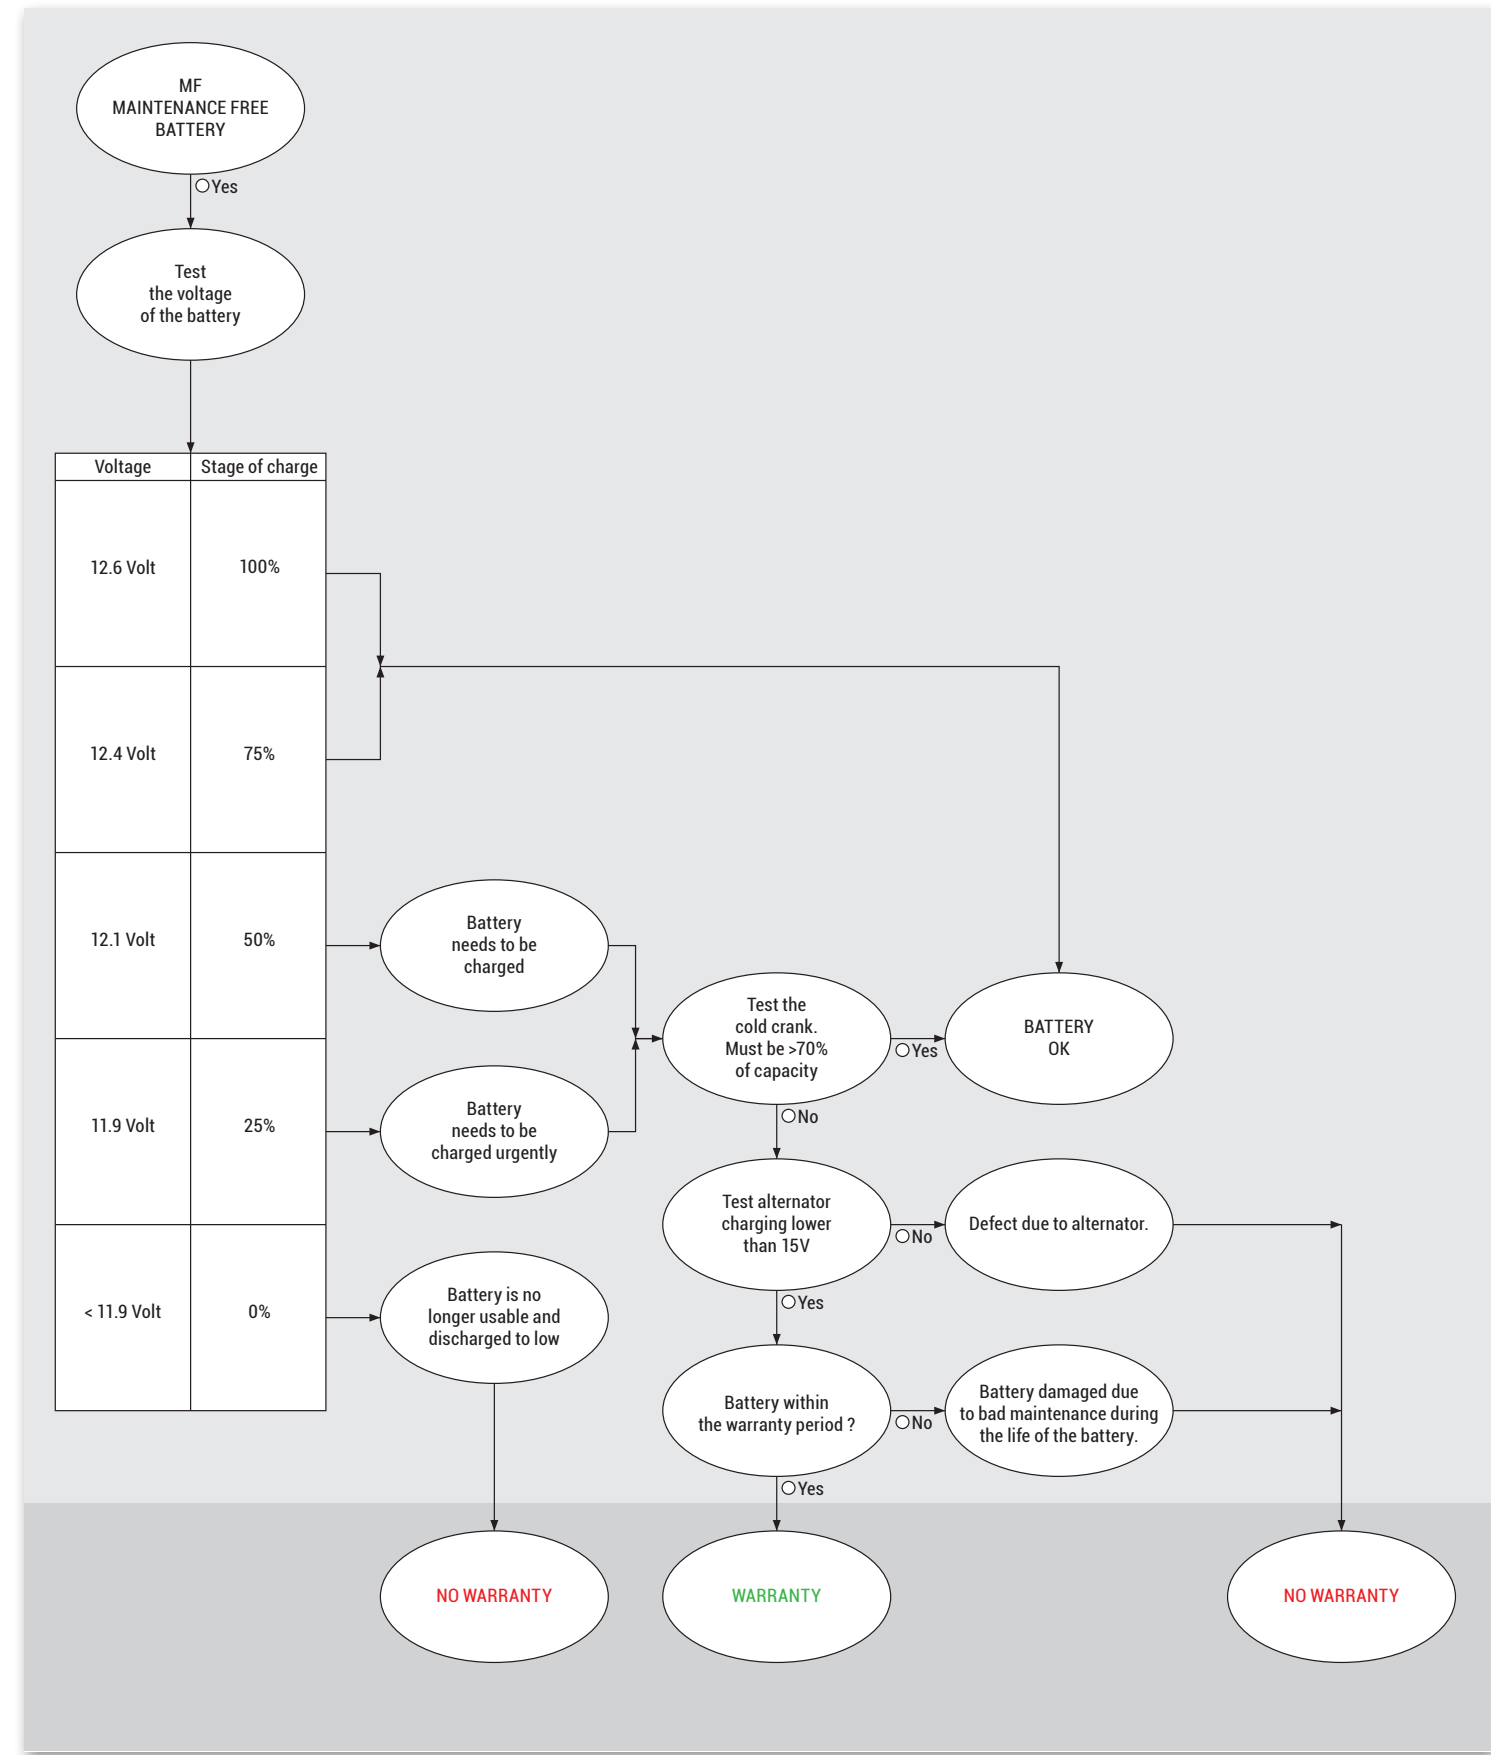 MF
MAINTENANCE FREE
BATTERY
Yes
Test
the voltage
of the battery
Voltage
Stage of charge
12.6 Volt
100%
12.4 Volt
75%
12.1 Volt
50%
Battery
needs to be
charged
Test the
cold crank.
Must be >70%
of capacity
Yes
BATTERY
OK
11.9 Volt
25%
Battery
needs to be
charged urgently
No
Test alternator
charging lower
than 15V
No
Defect due to alternator.
< 11.9 Volt
0%
Battery is no
longer usable and
discharged to low
Yes
Battery within
the warranty period ?
No
Battery damaged due
to bad maintenance during
the life of the battery.
Yes
NO WARRANTY
WARRANTY
NO WARRANTY